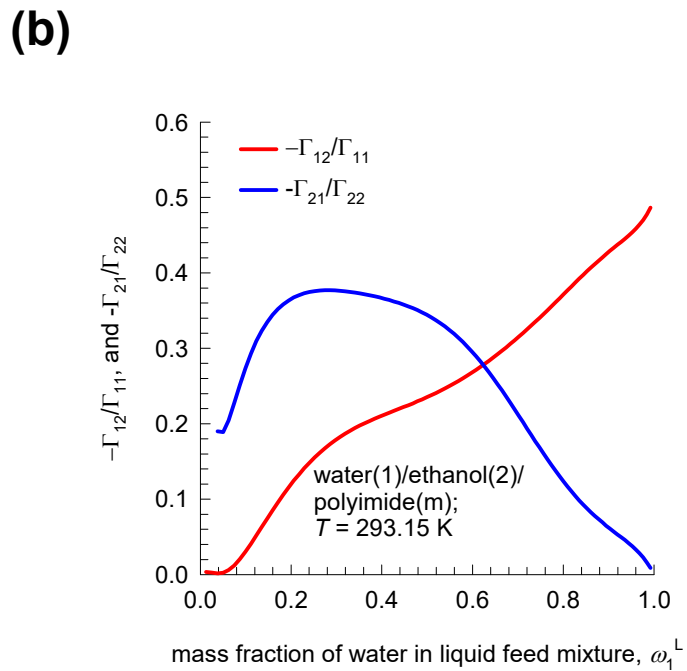 (b)
0.6
0.5
0.4
0.3
0.2
0.1
0.0
−Γ12/Γ11, and -Γ21/Γ22
−Γ12/Γ11
-Γ21/Γ22
water(1)/ethanol(2)/
polyimide(m);
T = 293.15 K
0.0 0.2 0.4 0.6 0.8 1.0
mass fraction of water in liquid feed mixture, ω1L